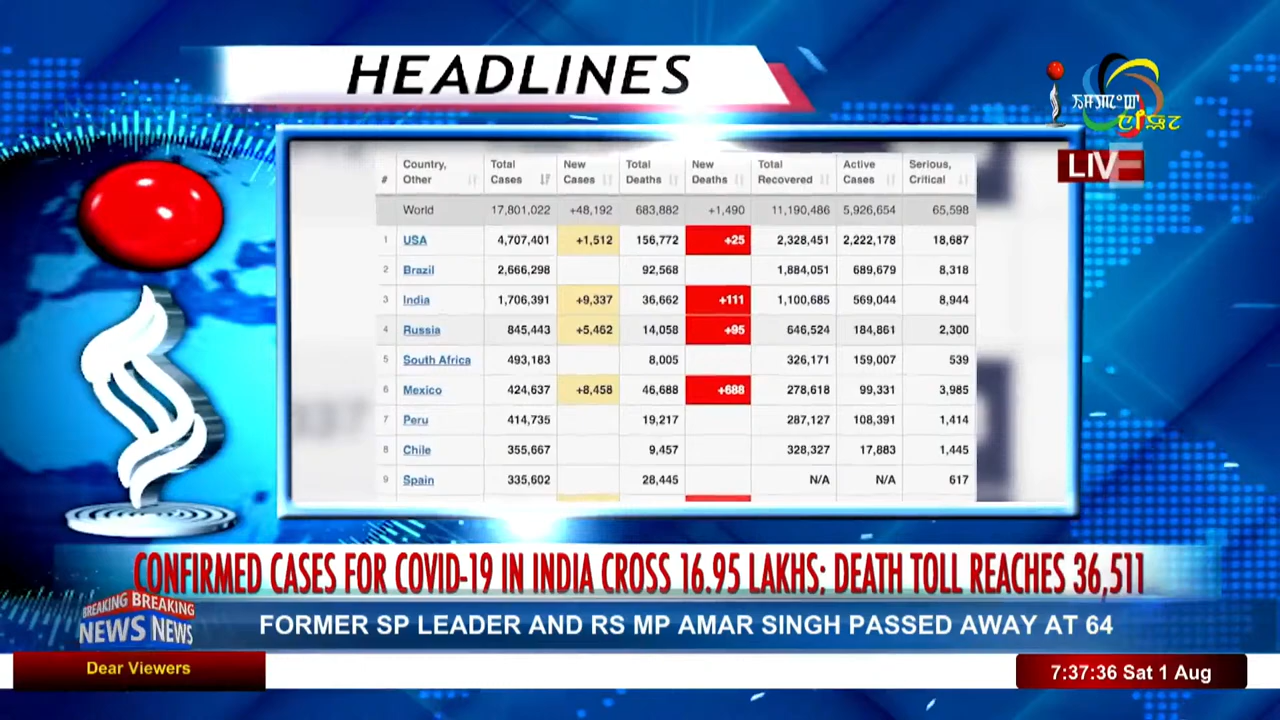 HEADLINES
LIVE
# Country, Other Total Cases New Cases Total Deaths New Deaths Total Recovered Active Cases Serious, Critical
World 17,801,022 +48,192 683,882 +1,490 11,190,486 5,926,654 65,598
1 USA 4,707,401 +1,512 156,772 +25 2,328,451 2,222,178 18,687
2 Brazil 2,666,298 92,568 1,884,051 689,679 8,318
3 India 1,706,391 +9,337 36,662 +111 1,100,685 569,044 8,944
4 Russia 845,443 +5,462 14,058 +95 646,524 184,861 2,300
5 South Africa 493,183 8,005 326,171 159,007 539
6 Mexico 424,637 +8,458 46,688 +688 278,618 99,331 3,985
7 Peru 414,735 19,217 287,127 108,391 1,414
8 Chile 355,667 9,457 328,327 17,883 1,445
9 Spain 335,602 28,445 N/A N/A 617
CONFIRMED CASES FOR COVID-19 IN INDIA CROSS 16.95 LAKHS; DEATH TOLL REACHES 36,511
BREAKING BREAKING
NEWS NEWS
FORMER SP LEADER AND RS MP AMAR SINGH PASSED AWAY AT 64
Dear Viewers
7:37:36 Sat 1 Aug